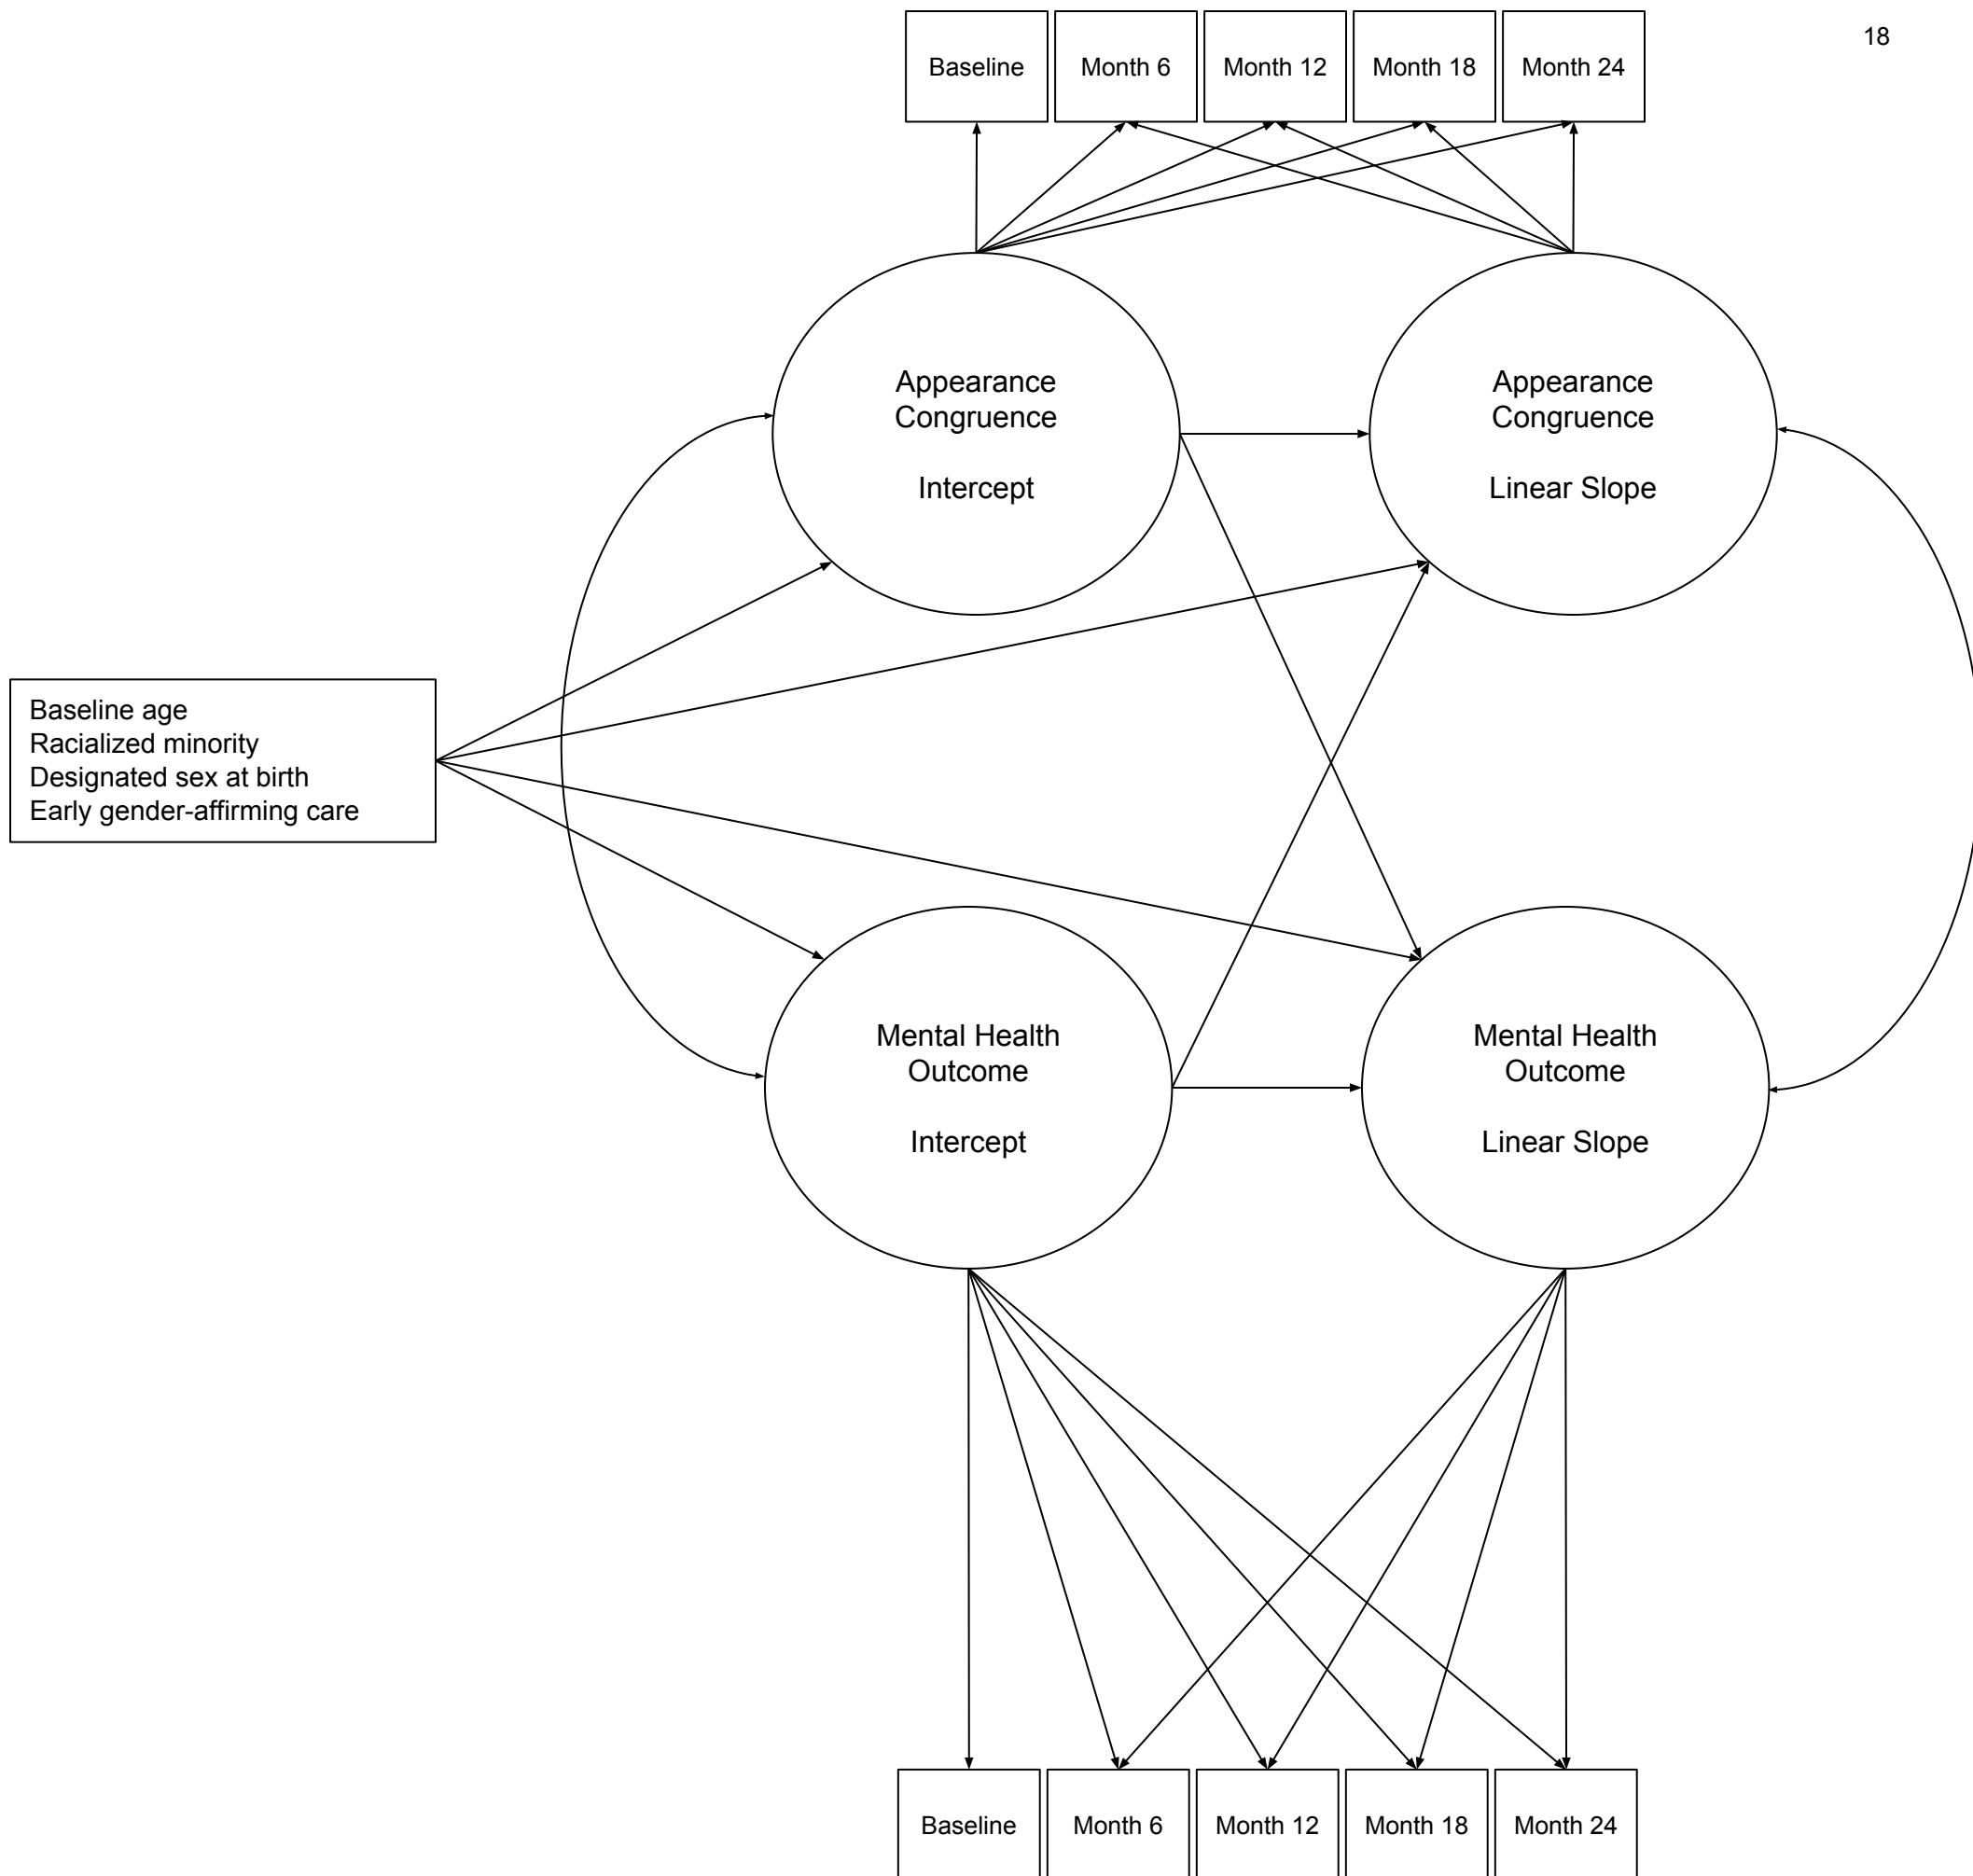 18
Baseline
Month 6
Month 12
Month 18
Month 24
Appearance
Congruence
Intercept
Appearance
Congruence
Linear Slope
Baseline age
Racialized minority
Designated sex at birth
Early gender-affirming care
Mental Health
Outcome
Intercept
Mental Health
Outcome
Linear Slope
Baseline
Month 6
Month 12
Month 18
Month 24